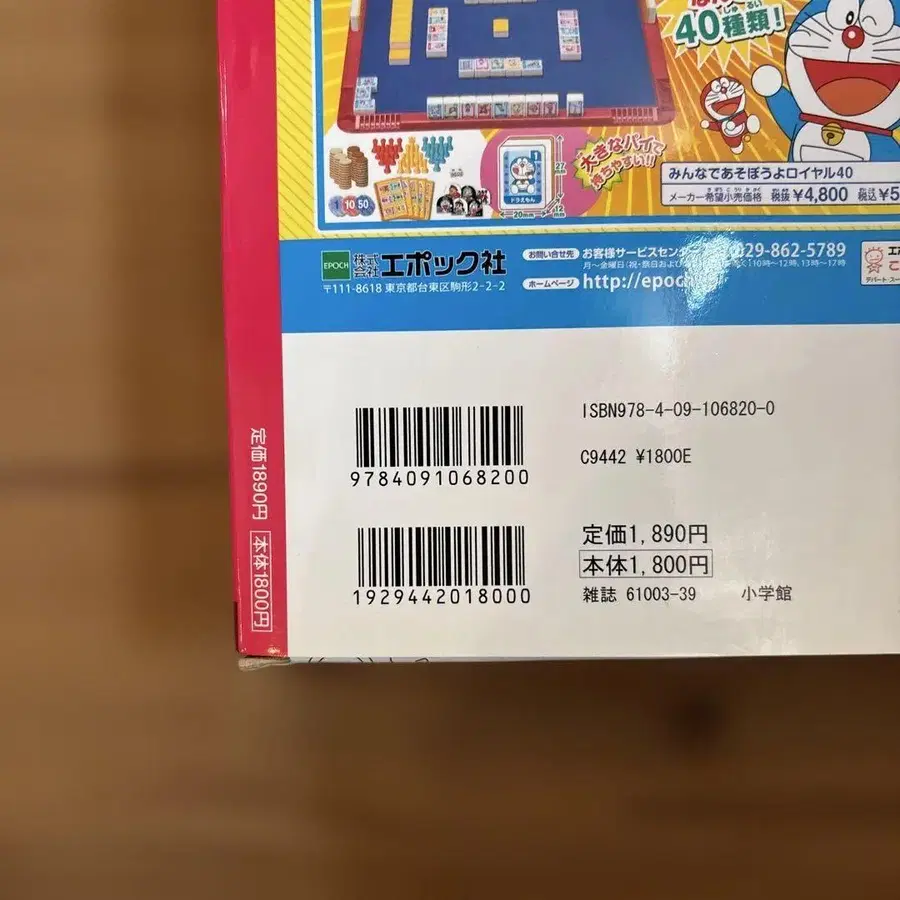 40種類!
大きなパイで
持ちやすい!!
27
mm
20mm
12
mm
1
ドラえもん
1 10 50
みんなであそぼうよロイヤル40
メーカー希望小売価格 税抜¥4,800 税込¥5
EPOCH 株式会社エポック社
〒111-8618 東京都台東区駒形2-2-2
お問い合せ先 お客様サービスセン
029-862-5789
月〜金曜日(祝・祭日および
10時〜12時、13時〜17時
ホームページ http://epoch
ISBN978-4-09-106820-0
C9442 ¥1800E
9784091068200
定価1,890円
本体1,800円
雑誌 61003-39 小学館
1929442018000
定価1890円 本体1800円